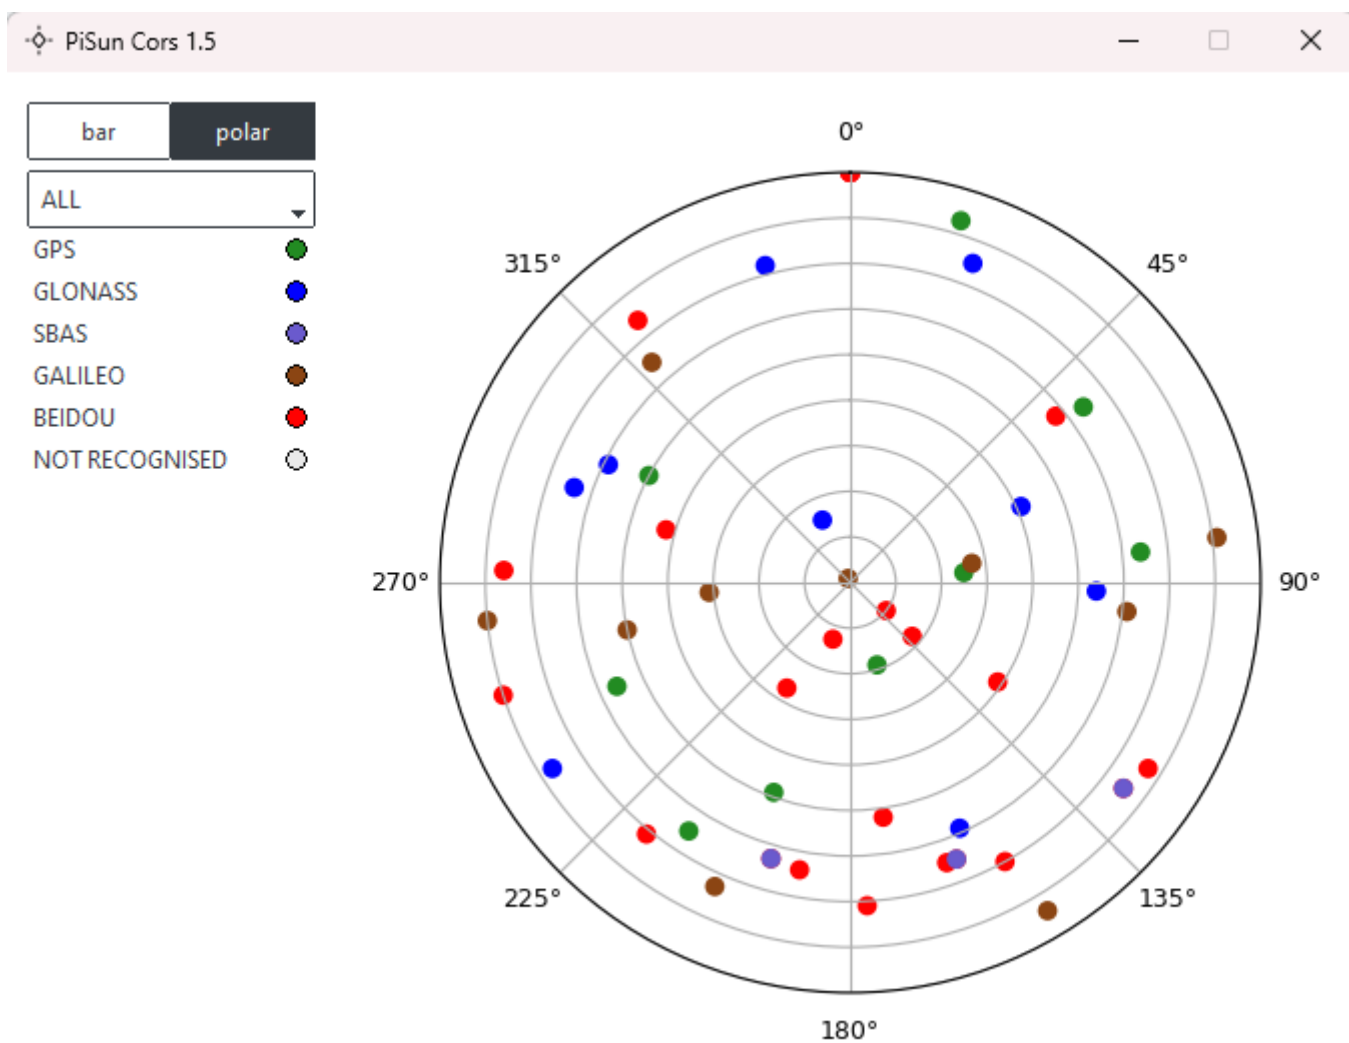 PiSun Cors 1.5
bar
polar
ALL
GPS
GLONASS
SBAS
GALILEO
BEIDOU
NOT RECOGNISED
0°
315°
45°
270°
90°
225°
135°
180°